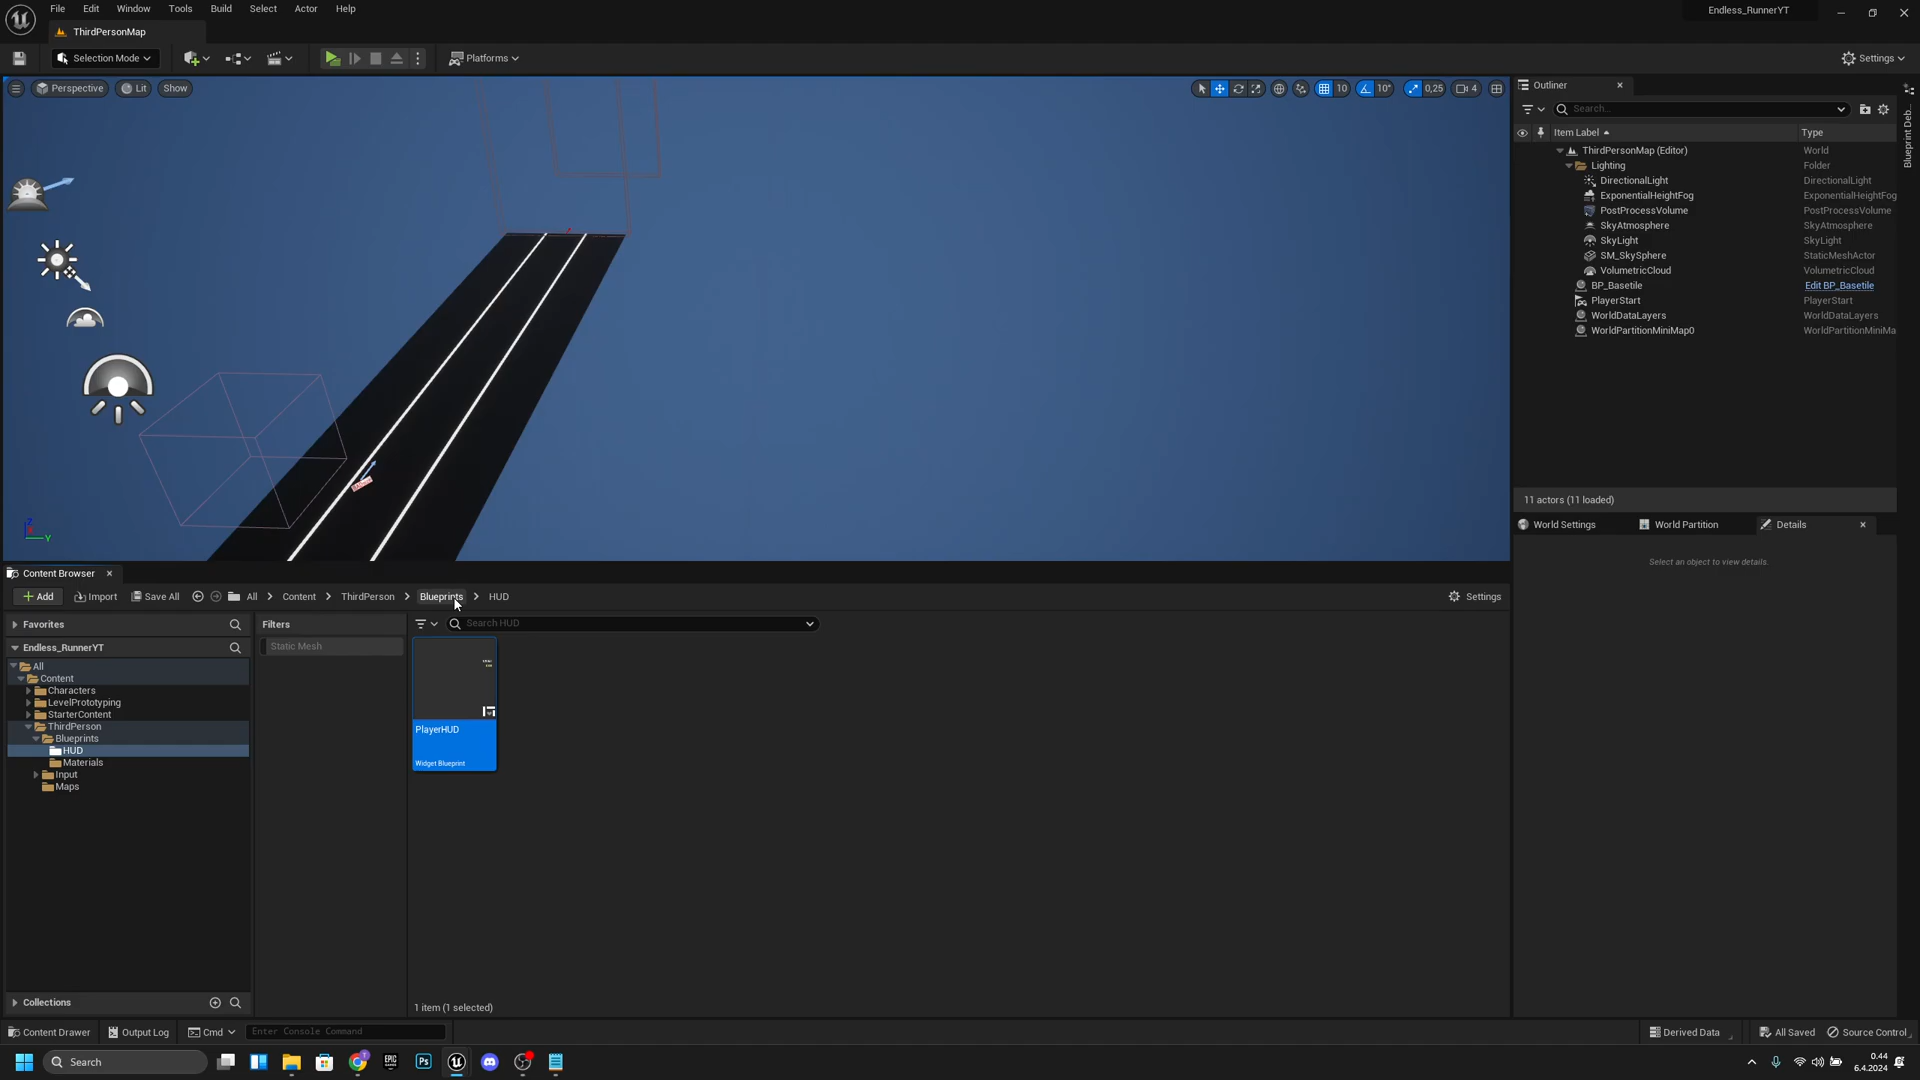 File Edit Window Tools Build Select Actor Help
Endless_RunnerYT
ThirdPersonMap
Selection Mode
Platforms
Settings
Perspective Lit Show
10 10° 0,25 4
Outliner
Search...
Item Label Type
ThirdPersonMap (Editor) World
Lighting Folder
DirectionalLight DirectionalLight
ExponentialHeightFog ExponentialHeightFog
PostProcessVolume PostProcessVolume
SkyAtmosphere SkyAtmosphere
SkyLight SkyLight
SM_SkySphere StaticMeshActor
VolumetricCloud VolumetricCloud
BP_Basetile Edit BP_Basetile
PlayerStart PlayerStart
WorldDataLayers WorldDataLayers
WorldPartitionMiniMap0 WorldPartitionMiniMa
Blueprint Deb...
11 actors (11 loaded)
World Settings World Partition Details
Select an object to view details.
Z
Y
Content Browser
Add Import Save All All Content ThirdPerson Blueprints HUD
Settings
Favorites
Endless_RunnerYT
All
Content
Characters
LevelPrototyping
StarterContent
ThirdPerson
Blueprints
HUD
Materials
Input
Maps
Collections
Filters
Static Mesh
Search HUD
PlayerHUD
Widget Blueprint
1 item (1 selected)
Content Drawer Output Log Cmd Enter Console Command
Derived Data All Saved Source Control
Search
EPIC
Ps
0.44
6.4.2024